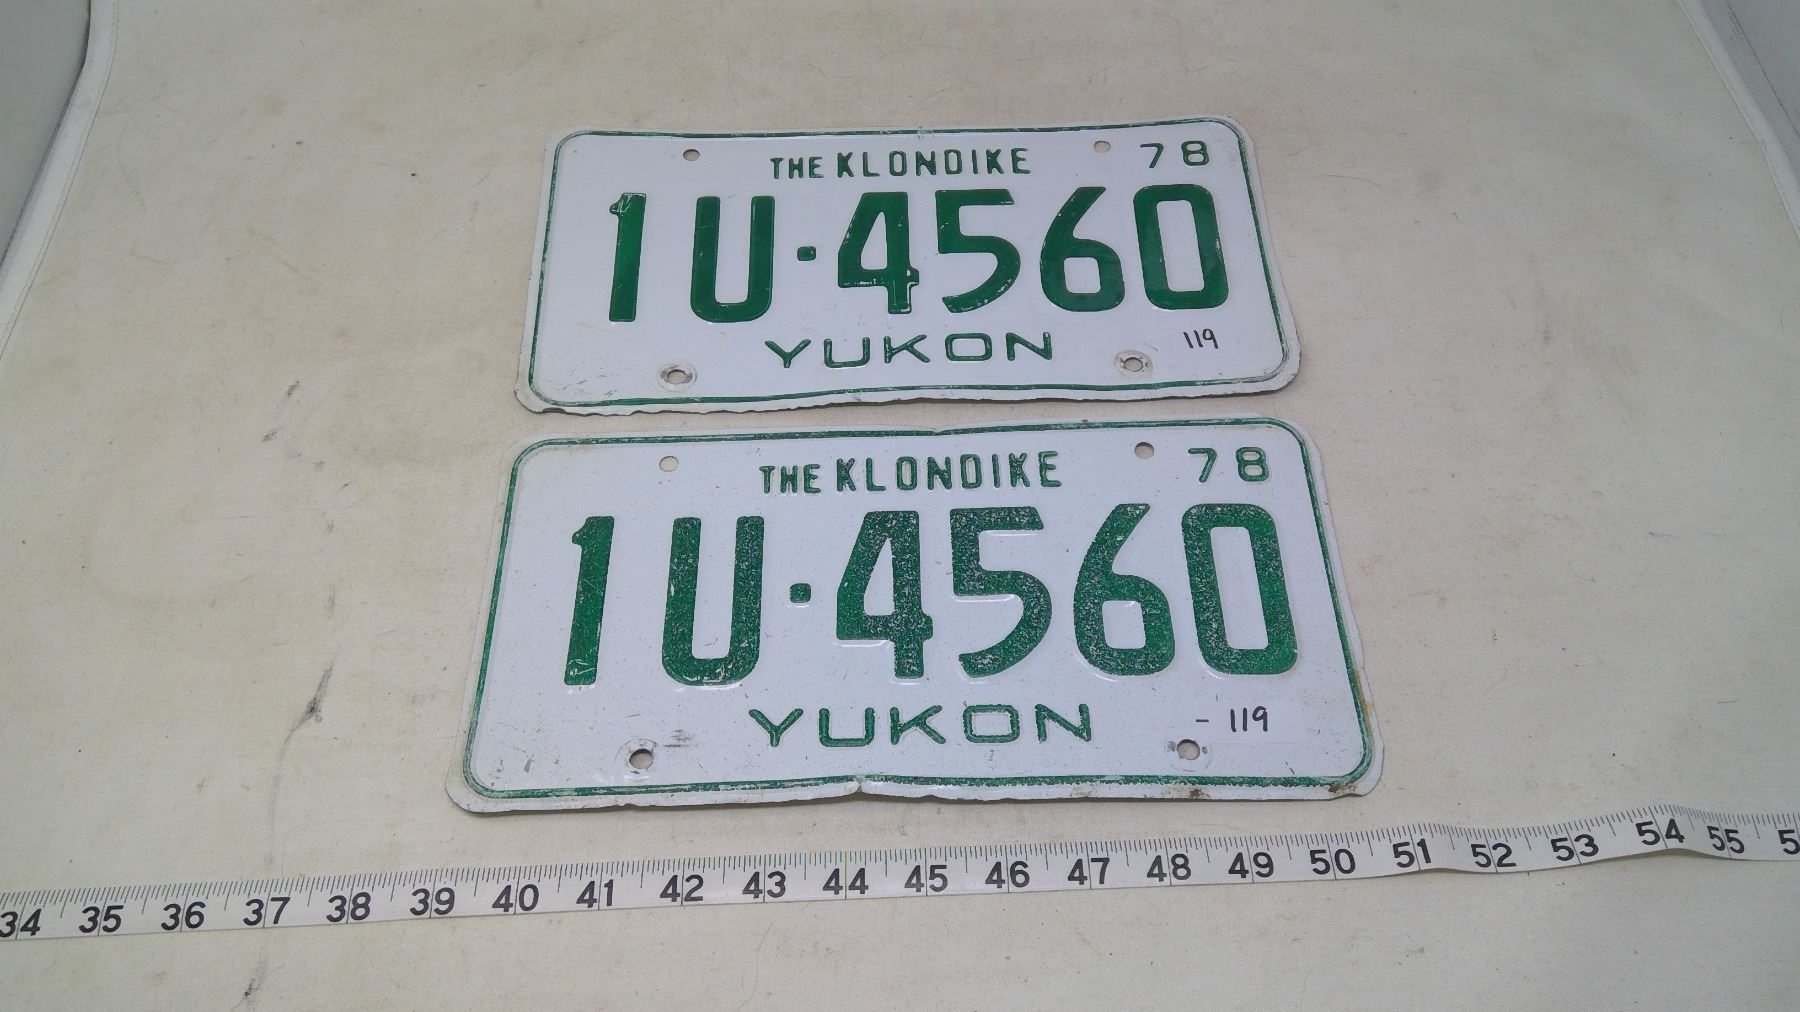 THE KLONDIKE 78
1U·4560
YUKON 119
THE KLONDIKE 78
1U·4560
YUKON - 119
34 35 36 37 38 39 40 41 42 43 44 45 46 47 48 49 50 51 52 53 54 55